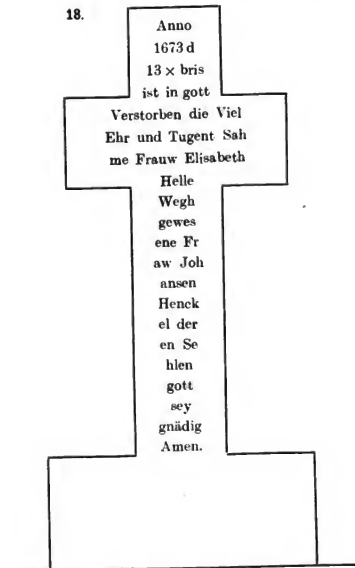 18.
Anno
1673 d
13 × bris
ist in gott
Verstorben die Viel
Ehr und Tugent Sah
me Frauw Elisabeth
Helle
Wegh
gewes
ene Fr
aw Joh
ansen
Henck
el der
en Se
hlen
gott
sey
gnädig
Amen.